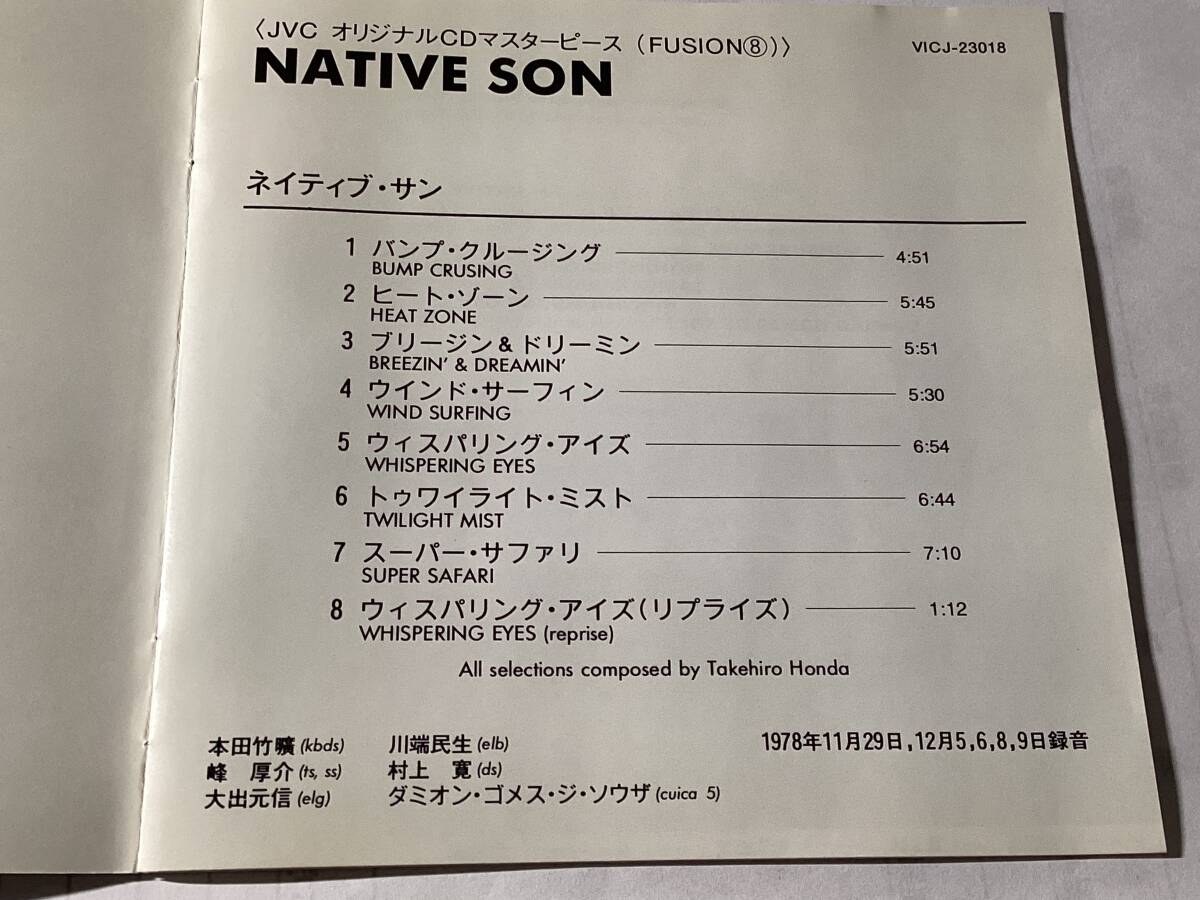 〈JVC オリジナルCDマスターピース (FUSION⑧)〉 VICJ-23018
NATIVE SON
ネイティブ・サン
1 バンプ・クルージング 4:51
BUMP CRUSING
2 ヒート・ゾーン 5:45
HEAT ZONE
3 ブリージン&ドリーミン 5:51
BREEZIN' & DREAMIN'
4 ウインド・サーフィン 5:30
WIND SURFING
5 ウィスパリング・アイズ 6:54
WHISPERING EYES
6 トゥワイライト・ミスト 6:44
TWILIGHT MIST
7 スーパー・サファリ 7:10
SUPER SAFARI
8 ウィスパリング・アイズ(リプライズ) 1:12
WHISPERING EYES (reprise)
All selections composed by Takehiro Honda
本田竹曠 (kbds) 川端民生 (elb) 1978年11月29日,12月5,6,8,9日録音
峰 厚介 (ts, ss) 村上 寛 (ds)
大出元信 (elg) ダミオン・ゴメス・ジ・ソウザ (cuica 5)